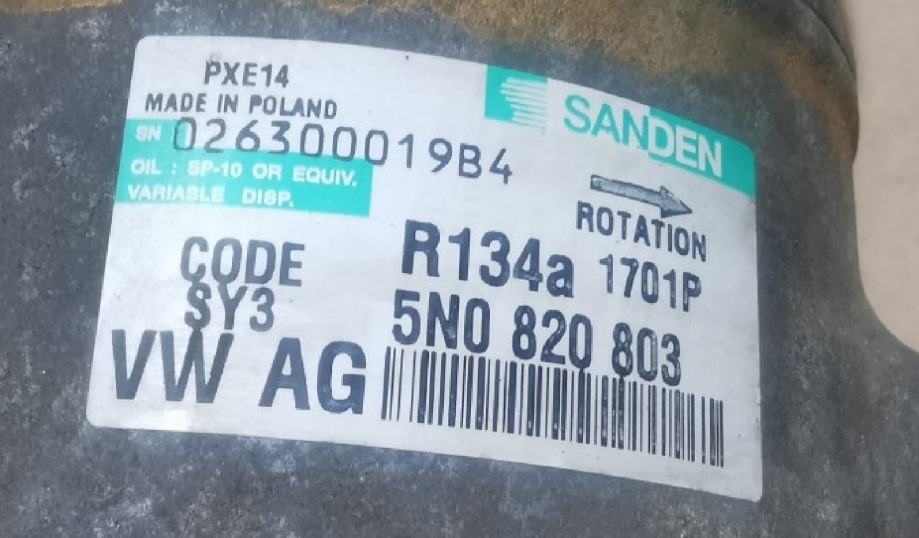 PXE14
MADE IN POLAND
SN 026300019B4
OIL : SP-10 OR EQUIV.
VARIABLE DISP.
SANDEN
ROTATION
CODE
SY3
R134a 1701P
5N0 820 803
VW AG